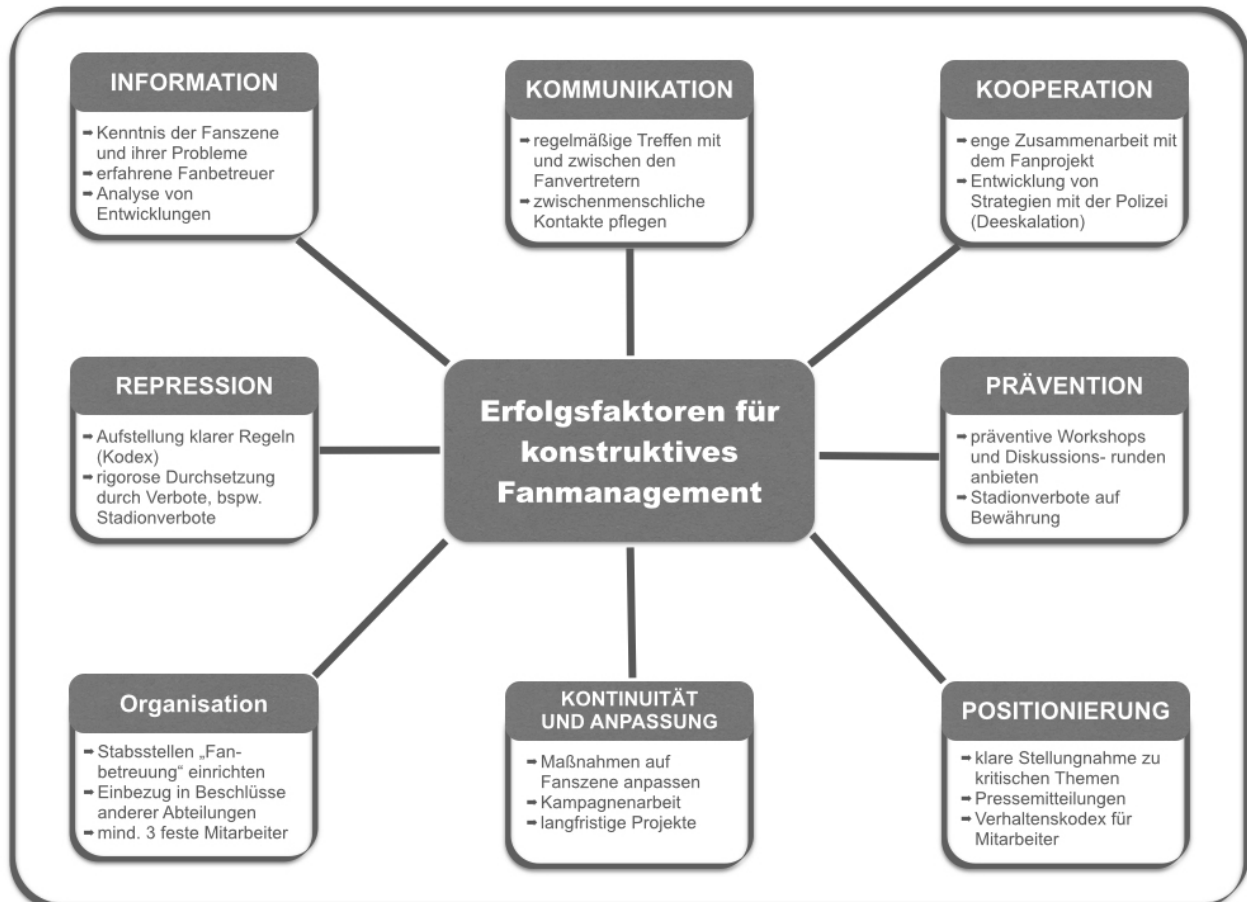 INFORMATION
➡ Kenntnis der Fanszene
und ihrer Probleme
➡ erfahrene Fanbetreuer
➡ Analyse von
Entwicklungen
KOMMUNIKATION
➡ regelmäßige Treffen mit
und zwischen den
Fanvertretern
➡ zwischenmenschliche
Kontakte pflegen
KOOPERATION
➡ enge Zusammenarbeit mit
dem Fanprojekt
➡ Entwicklung von
Strategien mit der Polizei
(Deeskalation)
REPRESSION
➡ Aufstellung klarer Regeln
(Kodex)
➡ rigorose Durchsetzung
durch Verbote, bspw.
Stadionverbote
Erfolgsfaktoren für
konstruktives
Fanmanagement
PRÄVENTION
➡ präventive Workshops
und Diskussions- runden
anbieten
➡ Stadionverbote auf
Bewährung
Organisation
➡ Stabsstellen „Fan-
betreuung“ einrichten
➡ Einbezug in Beschlüsse
anderer Abteilungen
➡ mind. 3 feste Mitarbeiter
KONTINUITÄT
UND ANPASSUNG
➡ Maßnahmen auf
Fanszene anpassen
➡ Kampagnenarbeit
➡ langfristige Projekte
POSITIONIERUNG
➡ klare Stellungnahme zu
kritischen Themen
➡ Pressemitteilungen
➡ Verhaltenskodex für
Mitarbeiter